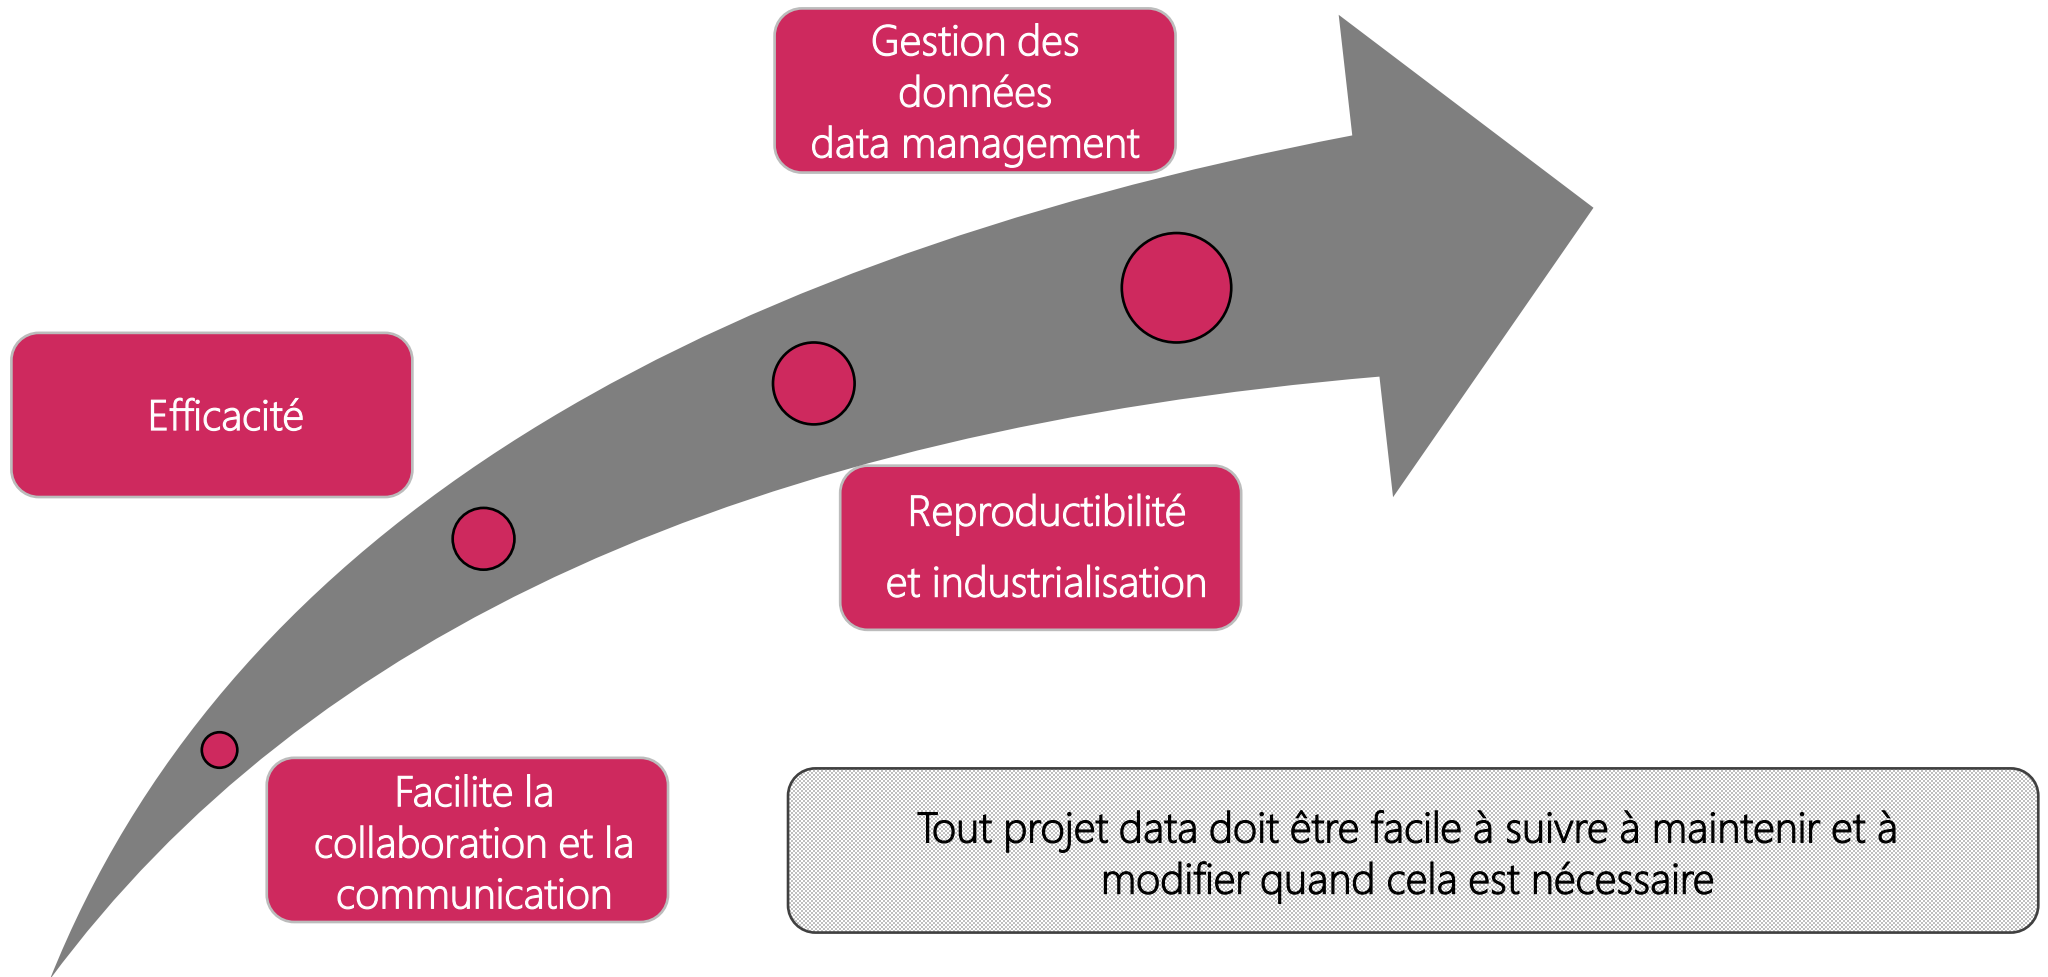 Gestion des
données
data management
Efficacité
Reproductibilité
et industrialisation
Facilite la
collaboration et la
communication
Tout projet data doit être facile à suivre à maintenir et à
modifier quand cela est nécessaire